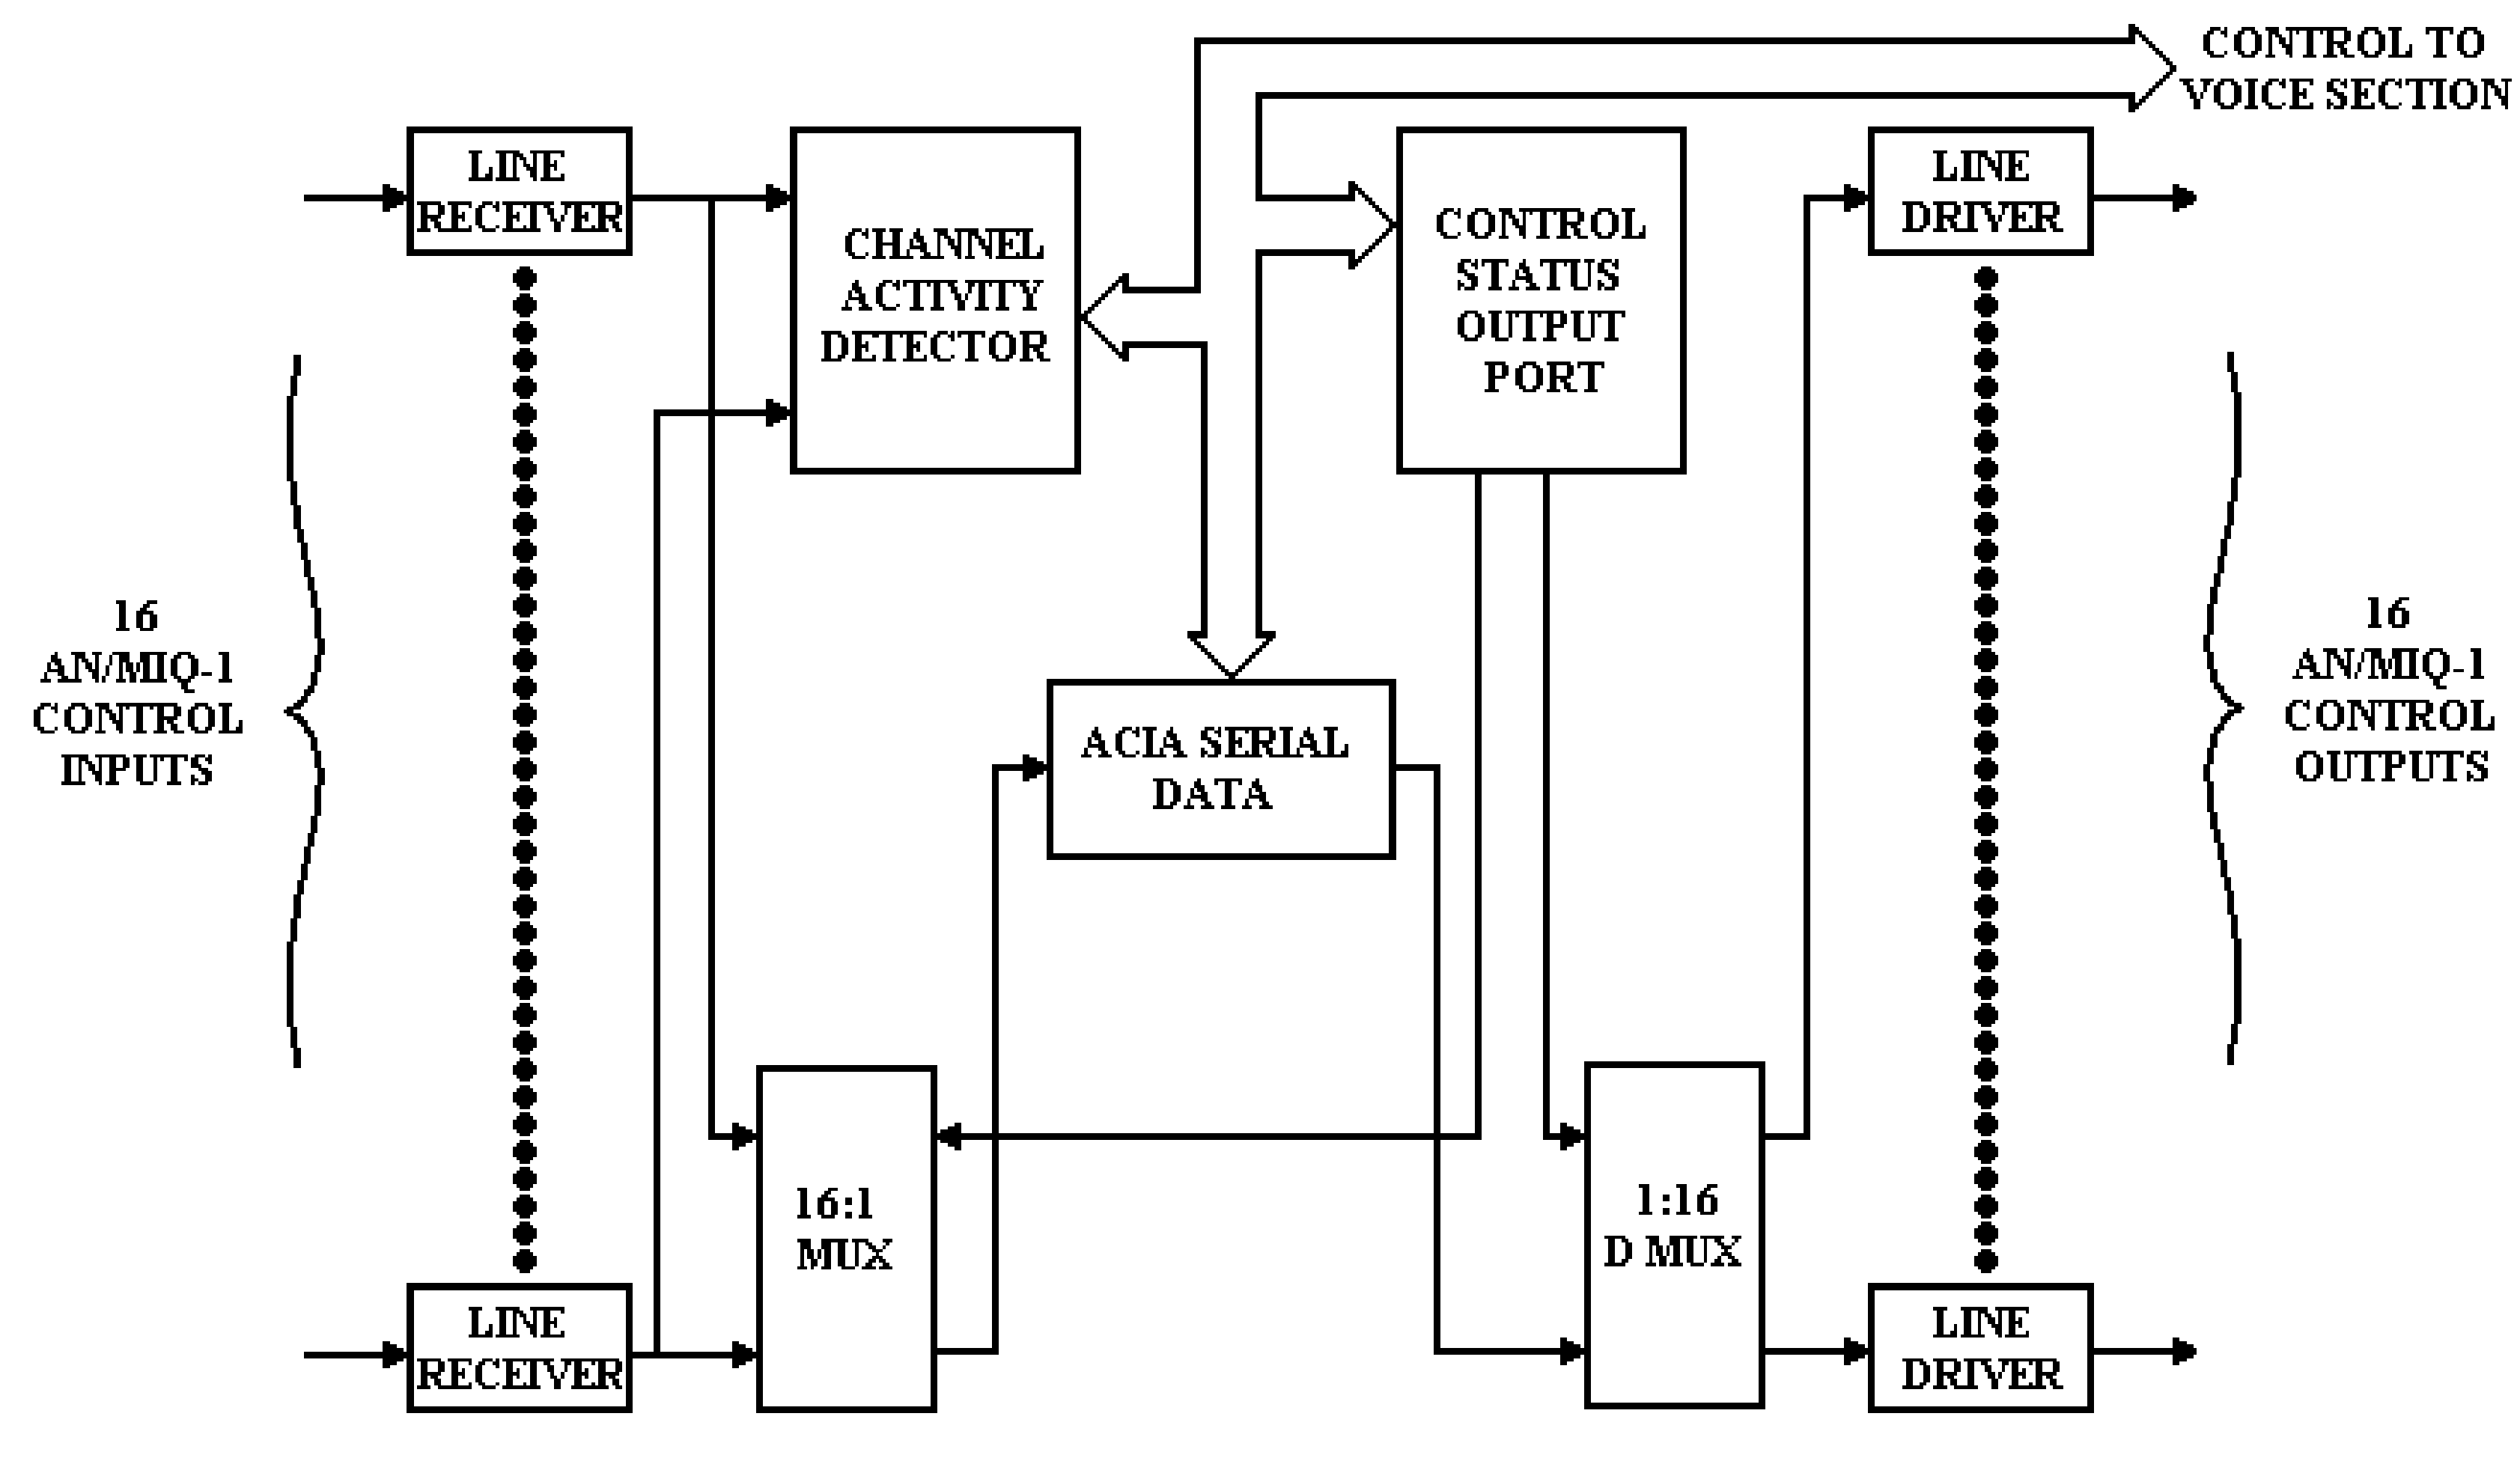 CONTROL TO
VOICE SECTION
LINE
RECEIVER
CHANNEL
ACTIVITY
DETECTOR
CONTROL
STATUS
OUTPUT
PORT
LINE
DRIVER
16
AN/MIQ-1
CONTROL
INPUTS
ACIA SERIAL
DATA
16
AN/MIQ-1
CONTROL
OUTPUTS
16:1
MUX
1:16
D MUX
LINE
RECEIVER
LINE
DRIVER